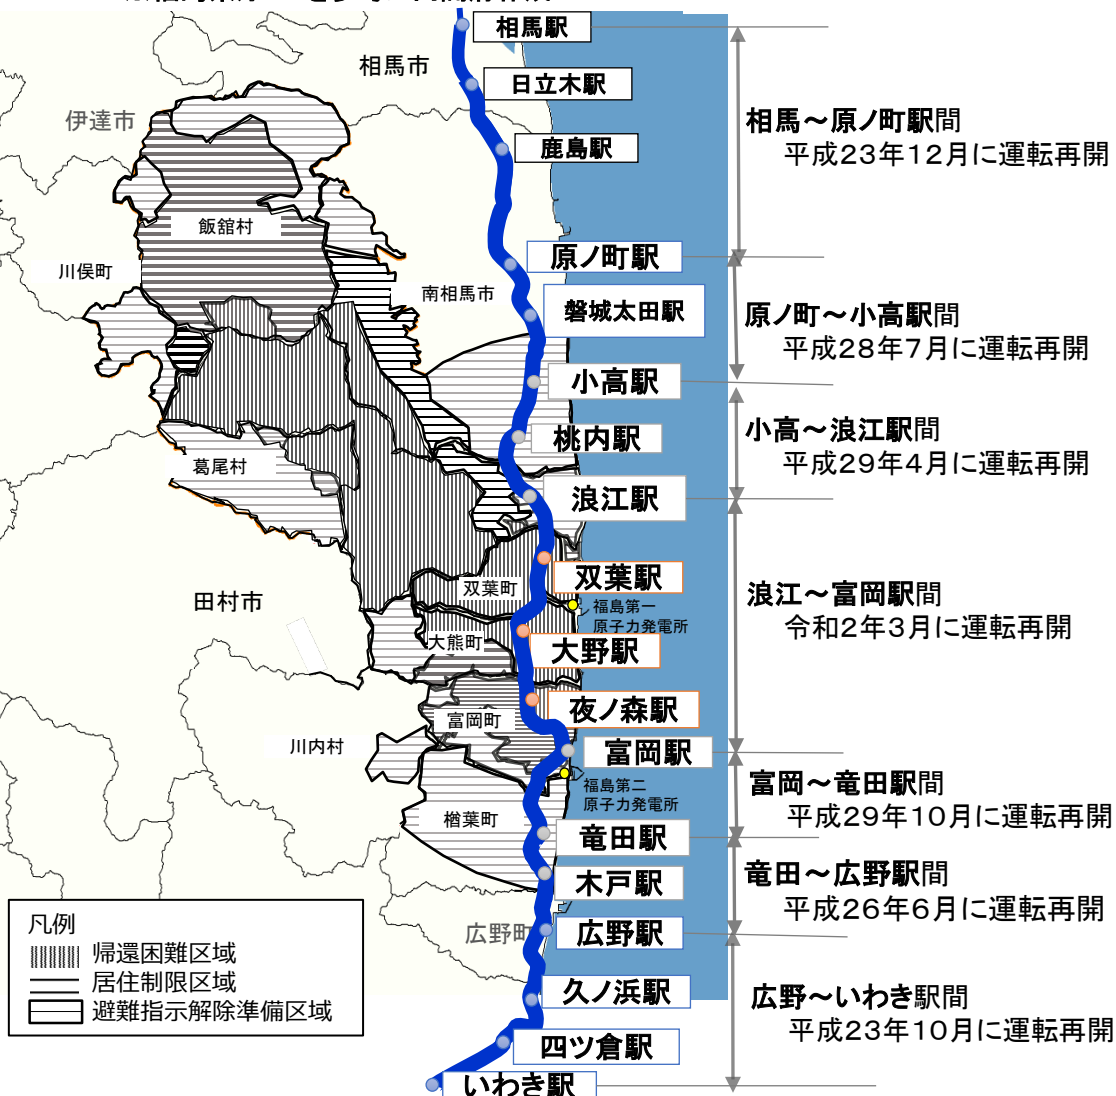 相馬駅
日立木駅
鹿島駅
原ノ町駅
磐城太田駅
小高駅
桃内駅
浪江駅
双葉駅
大野駅
夜ノ森駅
富岡駅
竜田駅
木戸駅
広野駅
久ノ浜駅
四ツ倉駅
いわき駅
相馬市
伊達市
飯舘村
川俣町
南相馬市
葛尾村
田村市
双葉町
大熊町
富岡町
川内村
楢葉町
広野町
福島第一
原子力発電所
福島第二
原子力発電所
相馬～原ノ町駅間
平成23年12月に運転再開
原ノ町～小高駅間
平成28年7月に運転再開
小高～浪江駅間
平成29年4月に運転再開
浪江～富岡駅間
令和2年3月に運転再開
富岡～竜田駅間
平成29年10月に運転再開
竜田～広野駅間
平成26年6月に運転再開
広野～いわき駅間
平成23年10月に運転再開
凡例
帰還困難区域
居住制限区域
避難指示解除準備区域